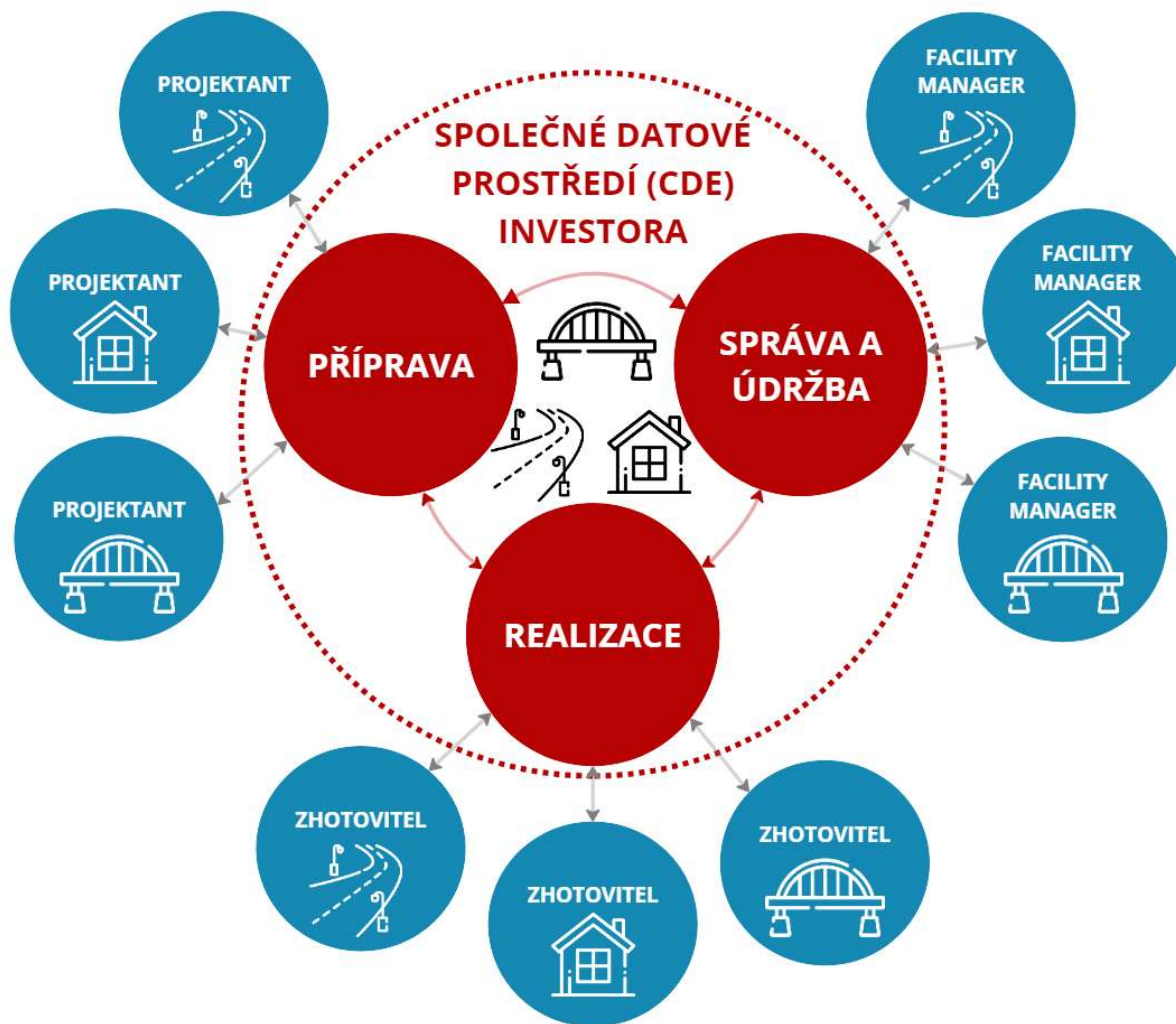 PROJEKTANT
FACILITY
MANAGER
SPOLEČNÉ DATOVÉ
PROSTŘEDÍ (CDE)
INVESTORA
PROJEKTANT
FACILITY
MANAGER
PŘÍPRAVA
SPRÁVA A
ÚDRŽBA
PROJEKTANT
FACILITY
MANAGER
REALIZACE
ZHOTOVITEL
ZHOTOVITEL
ZHOTOVITEL